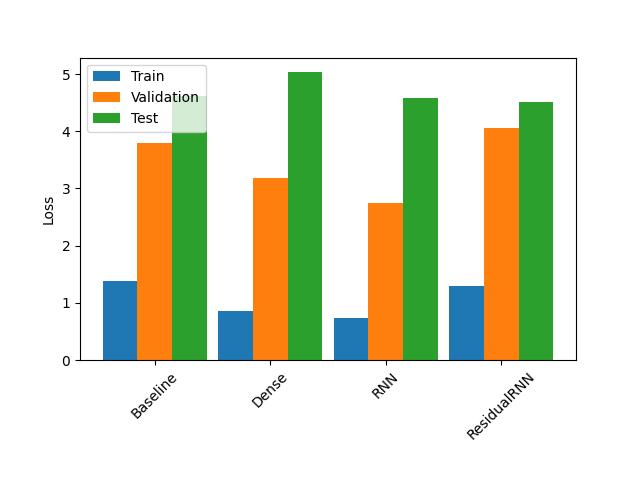 Train
Validation
Test
5
4
3
2
1
0
Loss
Baseline
Dense
RNN
ResidualRNN